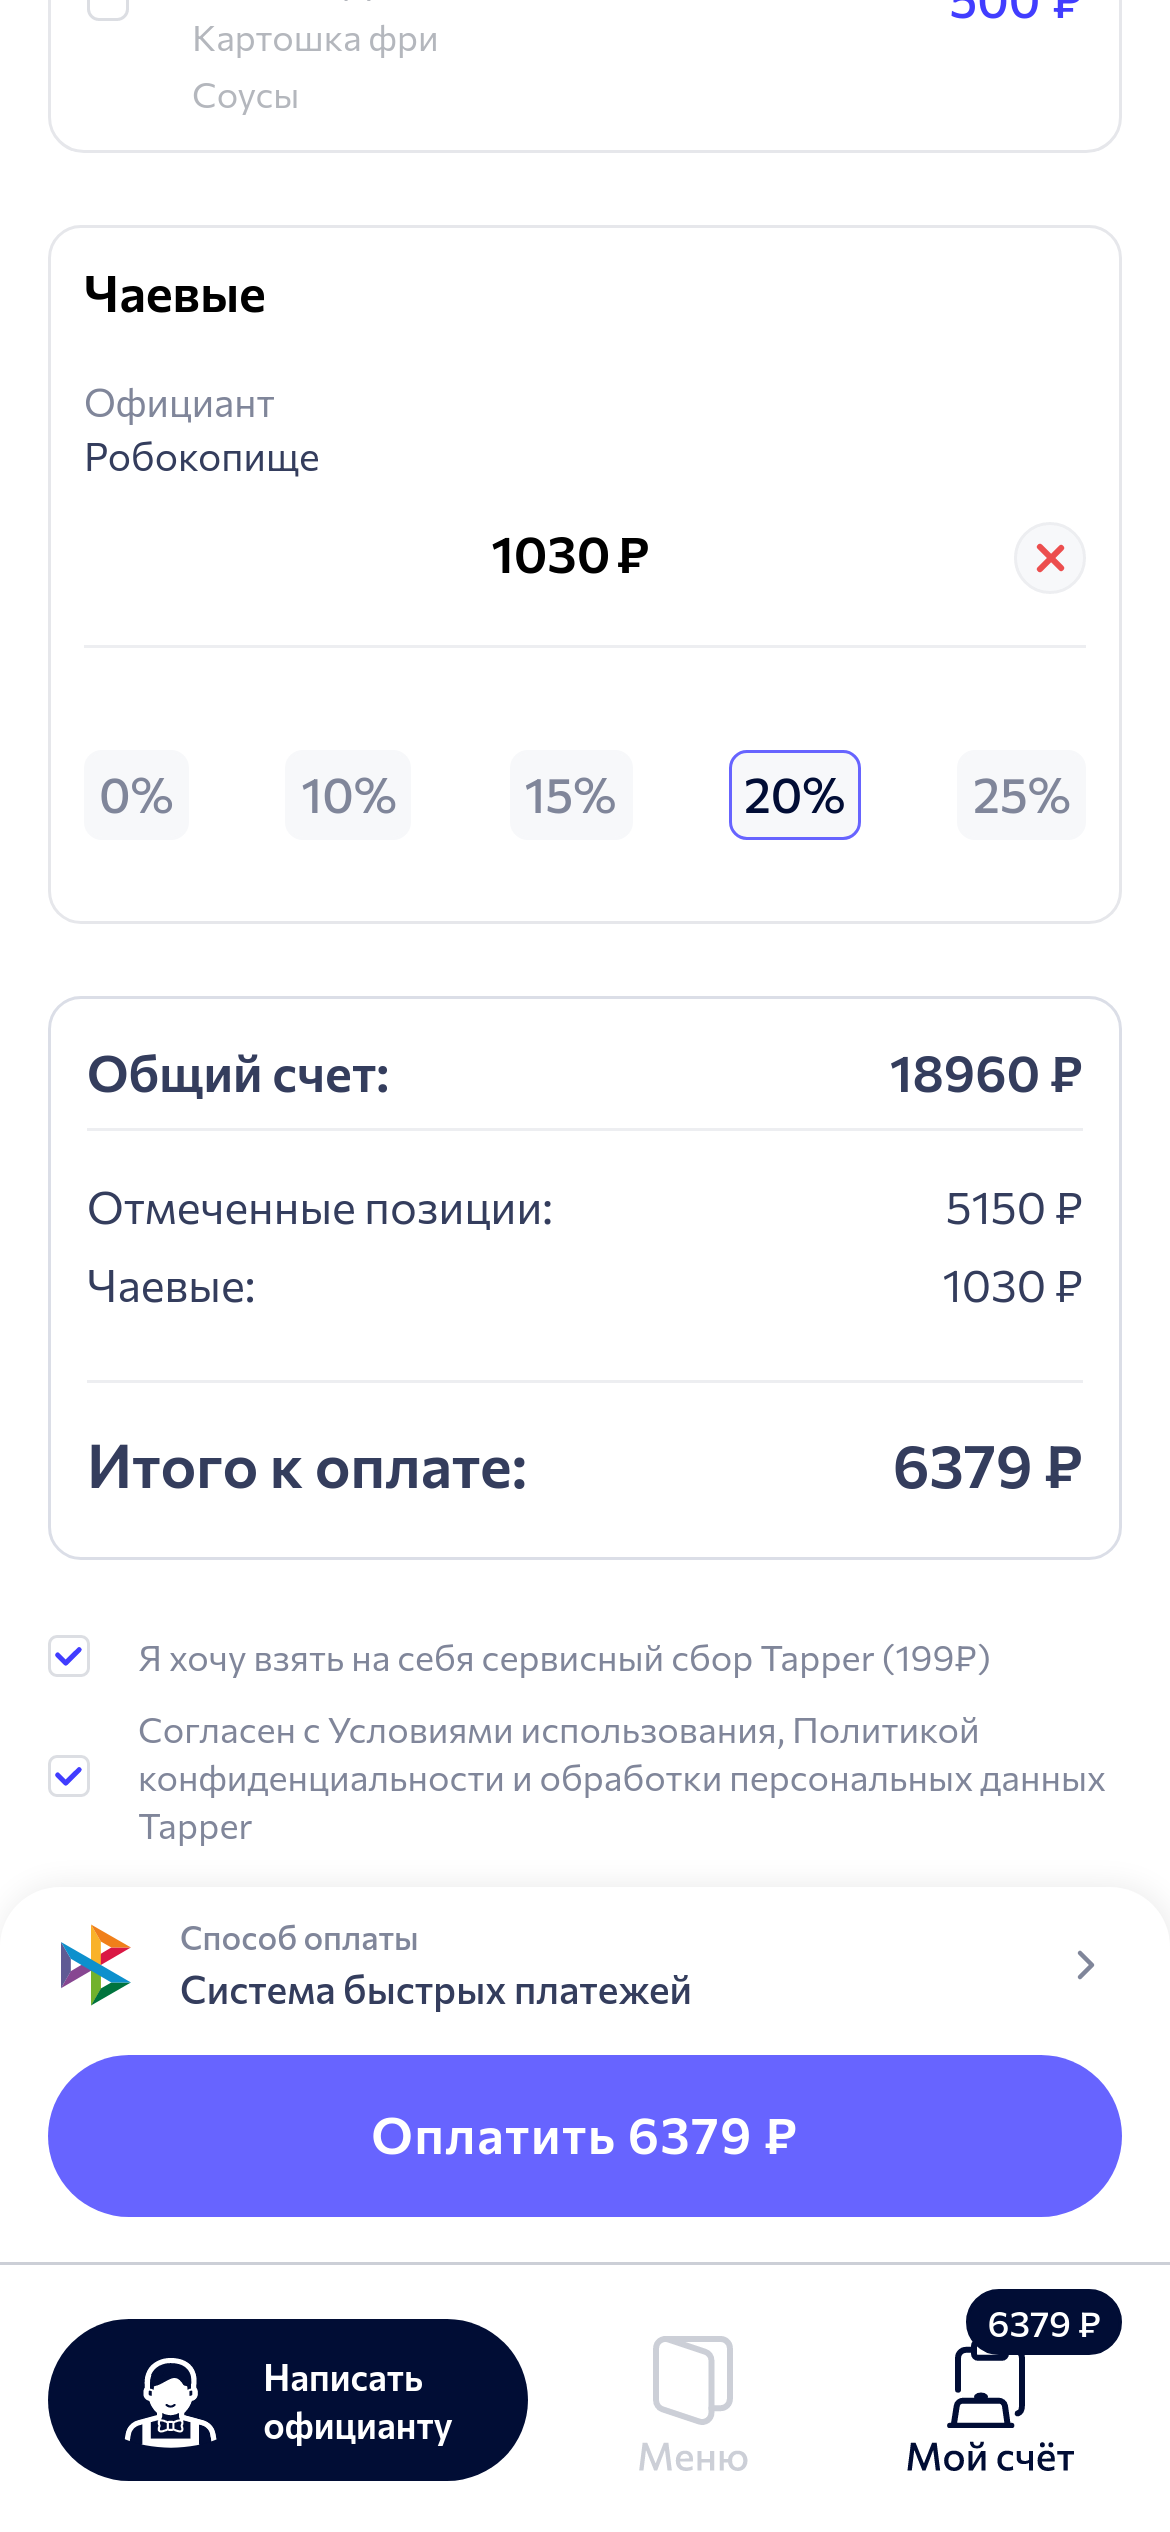 500 ₽
Картошка фри
Соусы
Чаевые
Официант
Робокопище
1030 ₽
0% 10% 15% 20% 25%
Общий счет: 18960 ₽
Отмеченные позиции: 5150 ₽
Чаевые: 1030 ₽
Итого к оплате: 6379 ₽
Я хочу взять на себя сервисный сбор Tapper (199₽)
Согласен с Условиями использования, Политикой
конфиденциальности и обработки персональных данных
Tapper
Способ оплаты
Система быстрых платежей
Оплатить 6379 ₽
6379 ₽
Написать
официанту
Меню
Мой счёт